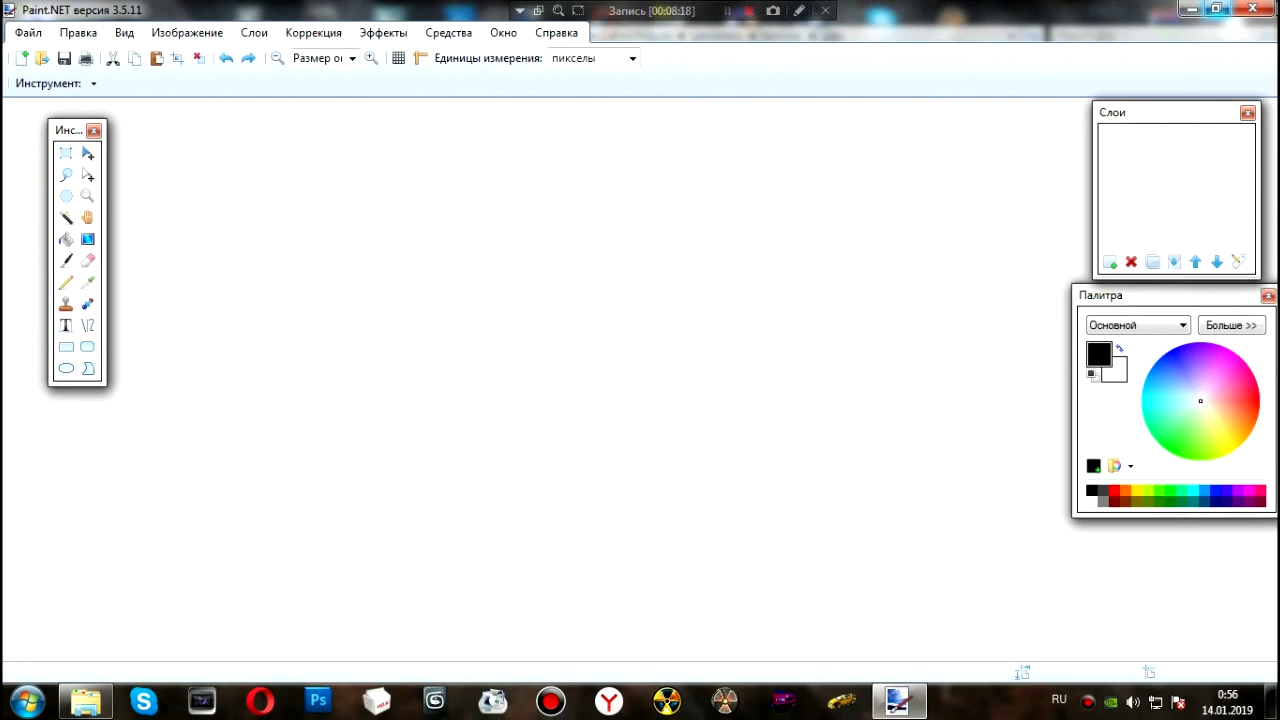 Paint.NET версия 3.5.11
Запись [00:08:18]
Файл Правка Вид Изображение Слои Коррекция Эффекты Средства Окно Справка
Размер Единицы измерения: пикселы
Инструмент:
Инс...
Слои
Палитра
Основной Больше >>
Ps
RU
0:56
14.01.2019